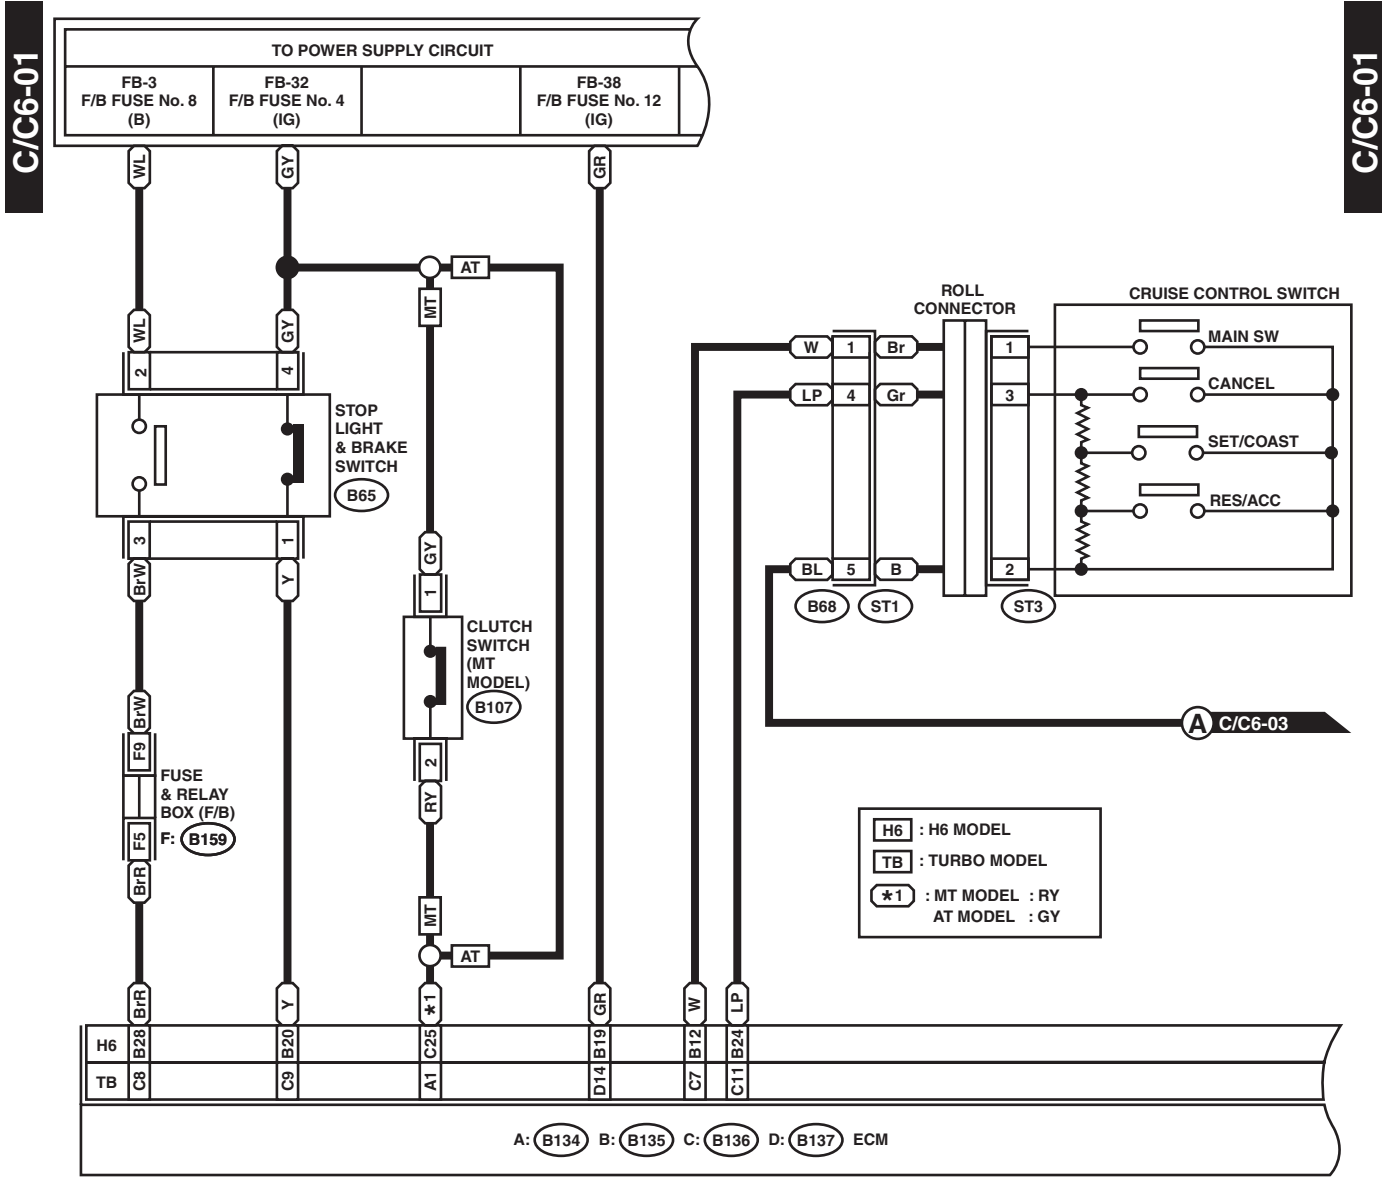 C/C6-01
C/C6-01
TO POWER SUPPLY CIRCUIT
FB-3
F/B FUSE No. 8
(B)
FB-32
F/B FUSE No. 4
(IG)
FB-38
F/B FUSE No. 12
(IG)
WL
GY
GR
AT
MT
WL
GY
2
4
STOP
LIGHT
& BRAKE
SWITCH
B65
3
1
BrW
Y
GY
1
CLUTCH
SWITCH
(MT
MODEL)
B107
2
RY
BrW
F9
FUSE
& RELAY
BOX (F/B)
F: B159
F5
BrR
MT
AT
ROLL
CONNECTOR
CRUISE CONTROL SWITCH
W 1 Br
1
MAIN SW
LP 4 Gr
3
CANCEL
SET/COAST
RES/ACC
BL 5 B
2
B68
ST1
ST3
A C/C6-03
H6 : H6 MODEL
TB : TURBO MODEL
*1 : MT MODEL : RY
AT MODEL : GY
BrR
Y
*1
GR
W
LP
H6 B28 B20 C25 B19 B12 B24
TB C8 C9 A1 D14 C7 C11
A: B134 B: B135 C: B136 D: B137 ECM